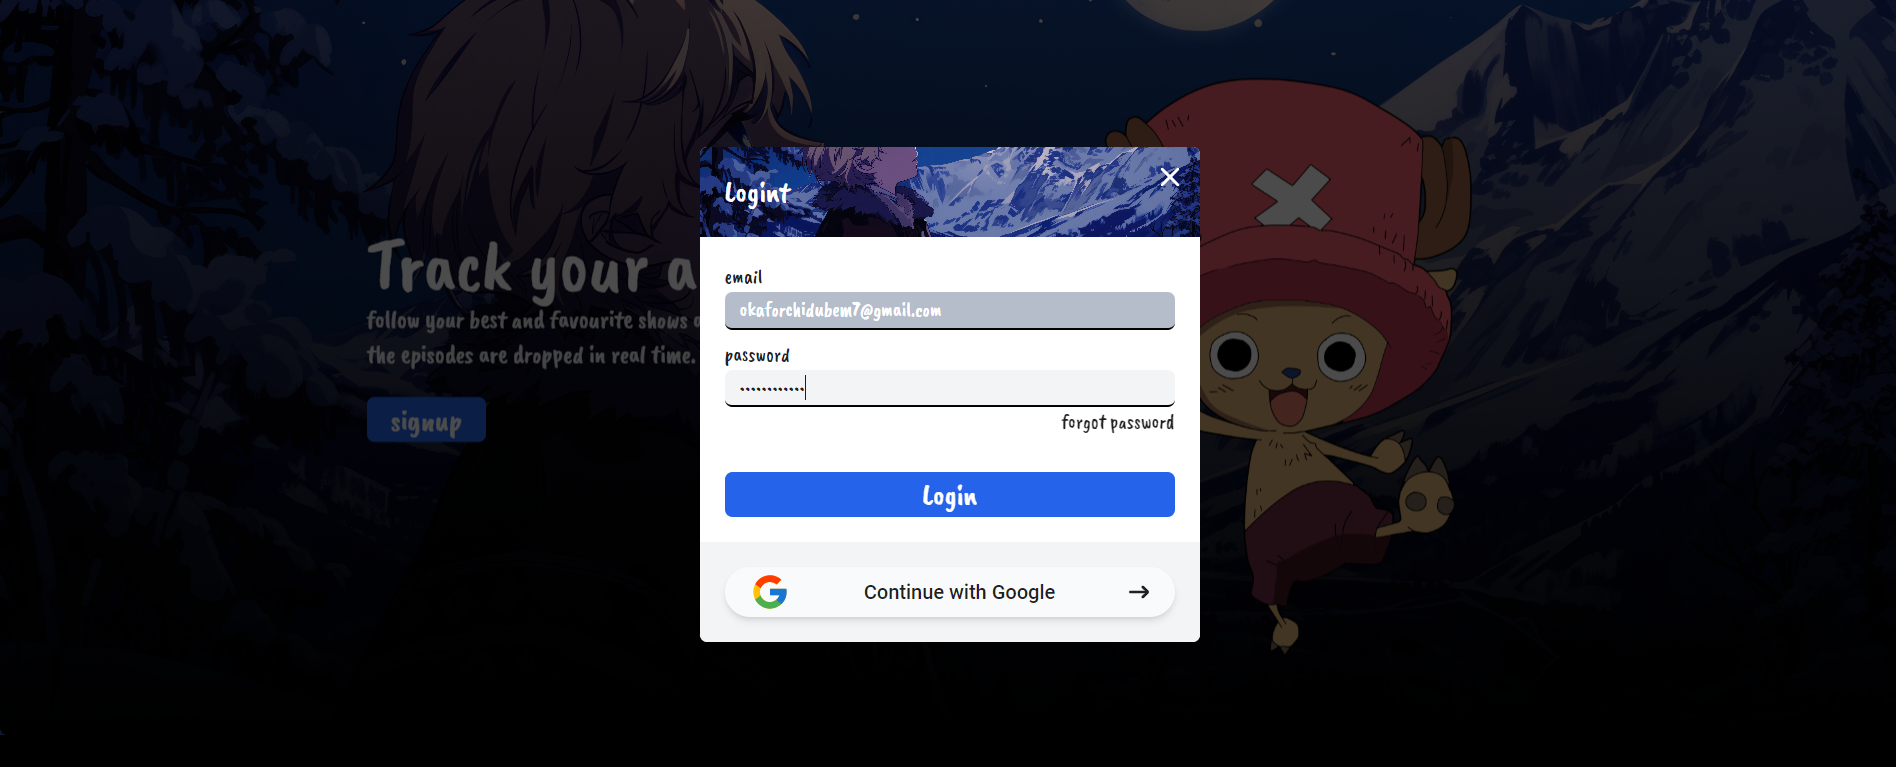 Logint
email
okaforchidubem7@gmail.com
password
••••••••••••
forgot password
Login
Continue with Google
Track your a
follow your best and favourite shows
the episodes are dropped in real time.
signup